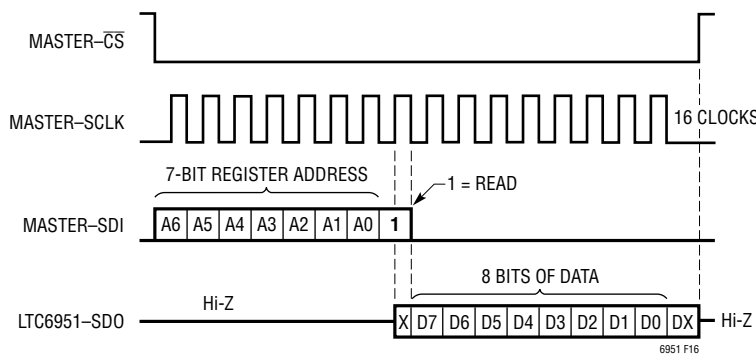 MASTER–CS
MASTER–SCLK
16 CLOCKS
7-BIT REGISTER ADDRESS
1 = READ
MASTER–SDI
A6 A5 A4 A3 A2 A1 A0 1
8 BITS OF DATA
Hi-Z
LTC6951–SDO
X D7 D6 D5 D4 D3 D2 D1 D0 DX
Hi-Z
6951 F16